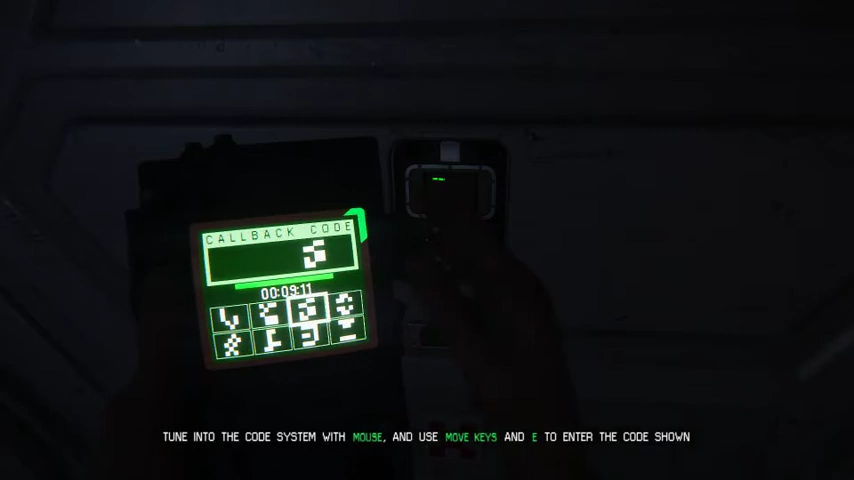 CALLBACK CODE
00:09:11
TUNE INTO THE CODE SYSTEM WITH MOUSE, AND USE MOVE KEYS AND E TO ENTER THE CODE SHOWN